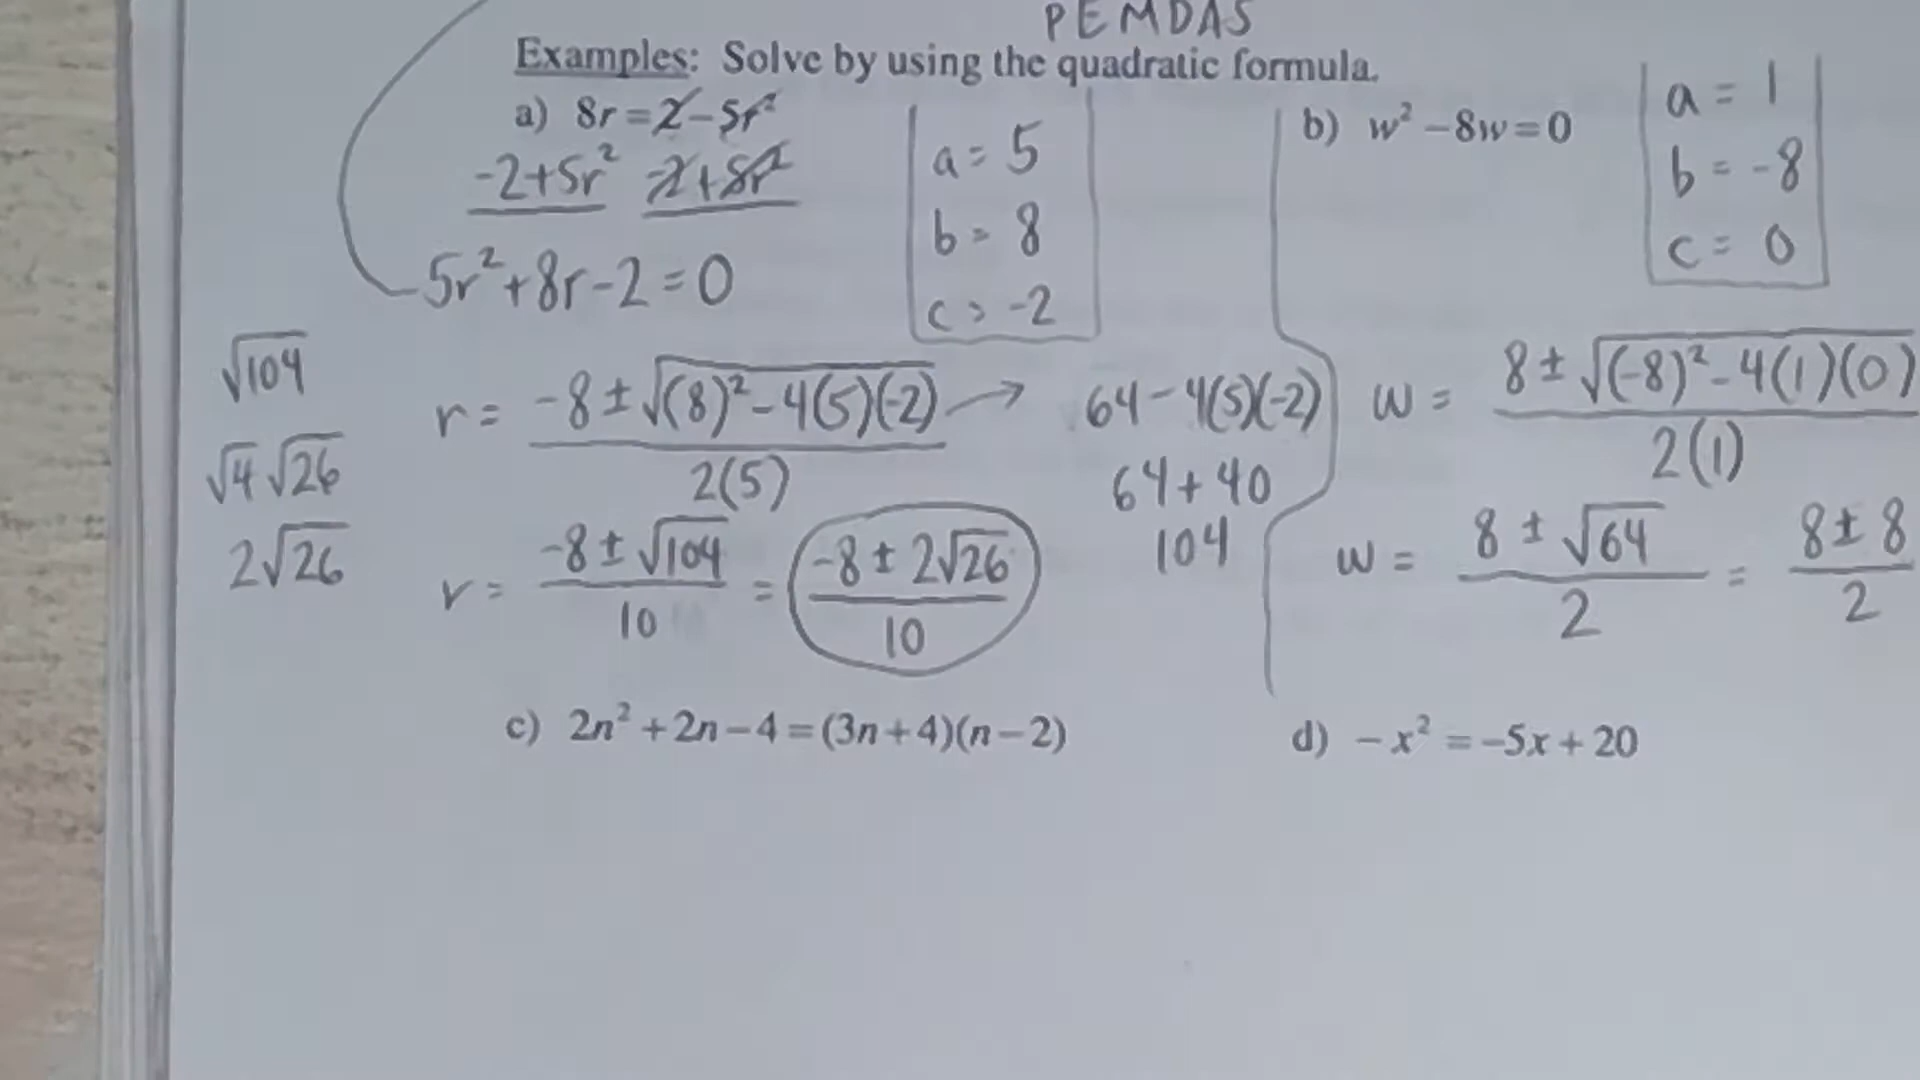 PEMDAS
Examples: Solve by using the quadratic formula.
a) 8r = 2 - 5r²
-2+5r² -2+5r²
5r²+8r-2=0
a = 5
b = 8
c = -2
√104
√4 √26
2√26
r = (-8 ± √((8)² - 4(5)(-2))) / 2(5) →
64-4(5)(-2)
64+40
104
r = (-8 ± √104) / 10 = (-8 ± 2√26) / 10
b) w² - 8w = 0
a = 1
b = -8
c = 0
w = (8 ± √((-8)² - 4(1)(0))) / 2(1)
w = (8 ± √64) / 2 = (8 ± 8) / 2
c) 2n² + 2n - 4 = (3n + 4)(n - 2)
d) -x² = -5x + 20